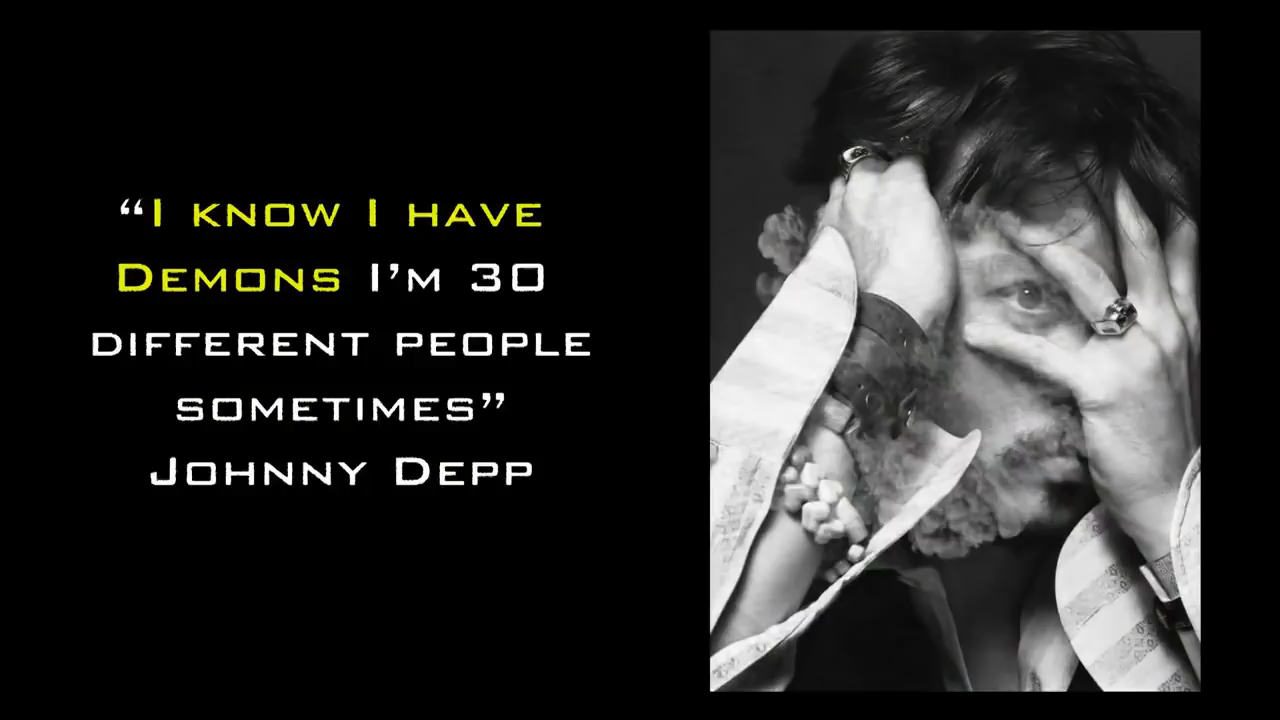 “I know I have
Demons I’m 30
different people
sometimes”
Johnny Depp